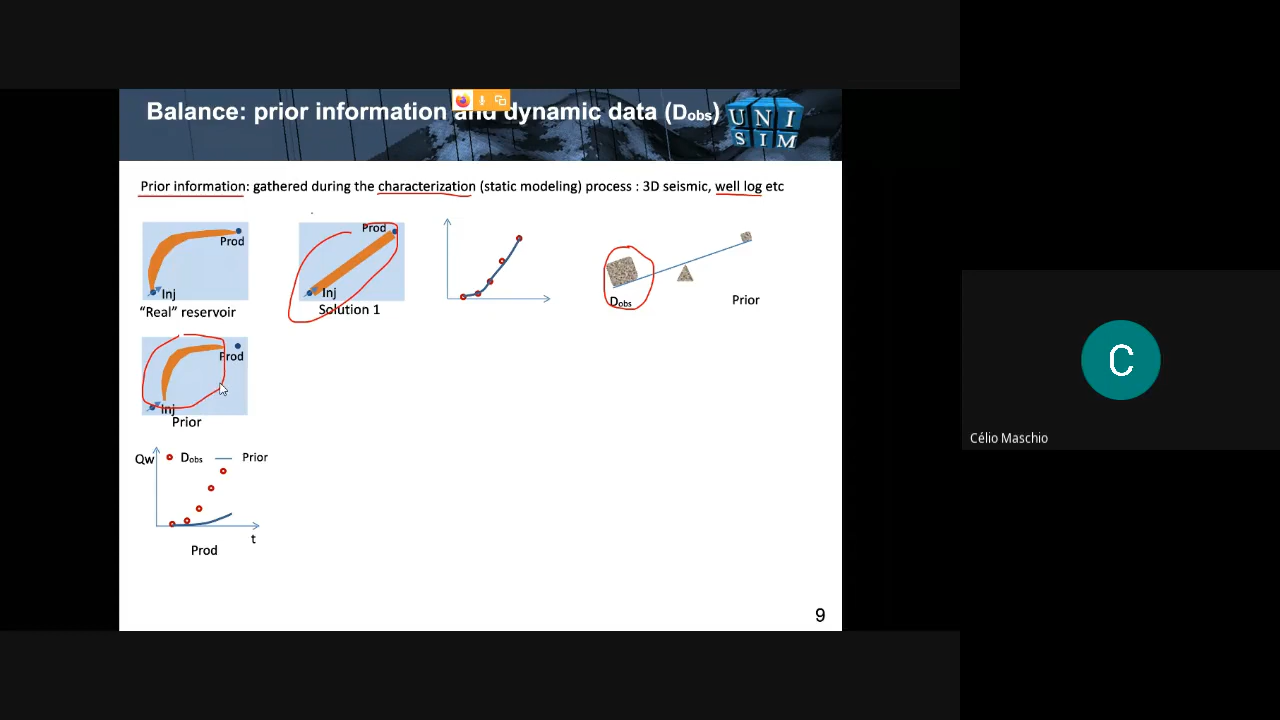 Balance: prior information and dynamic data (Dobs)
UNI
SIM
Prior information: gathered during the characterization (static modeling) process : 3D seismic, well log etc
Prod
Inj
"Real" reservoir
Prod
Inj
Solution 1
Dobs
Prior
Prod
Inj
Prior
Qw
Dobs
Prior
t
Prod
9
C
Célio Maschio